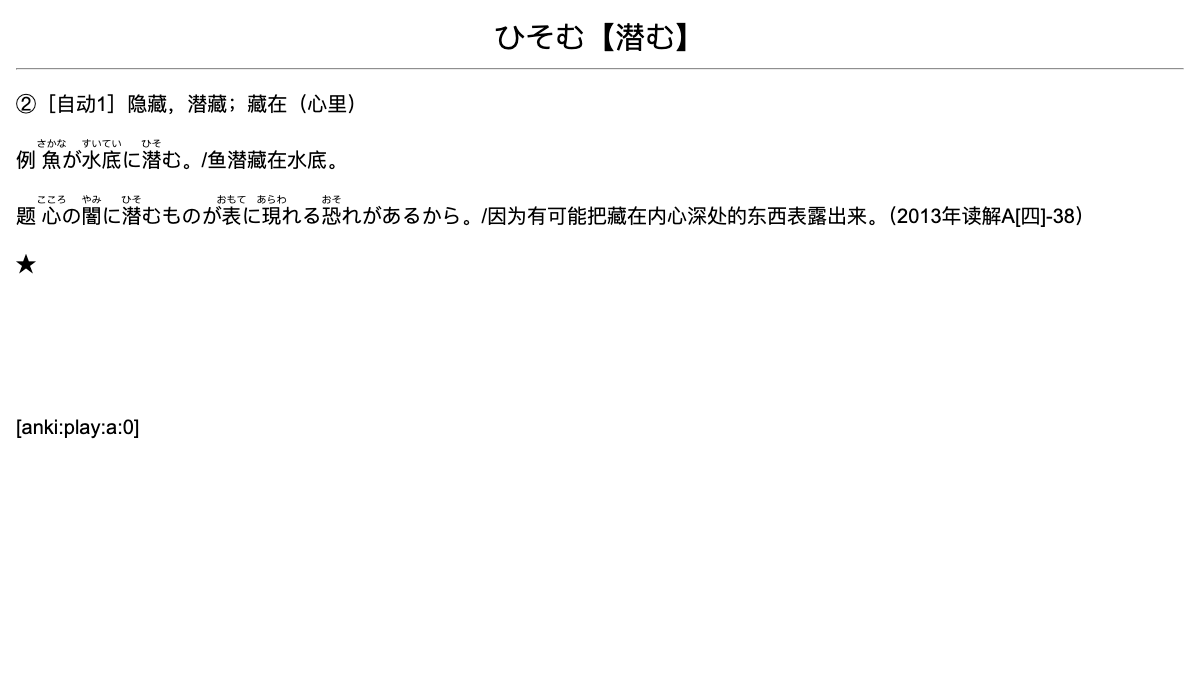 ひそむ【潜む】
②［自动1］隐藏，潜藏；藏在（心里）
さかな すいてい ひそ
例 魚が水底に潜む。/鱼潜藏在水底。
こころ やみ ひそ おもて あらわ おそ
题 心の闇に潜むものが表に現れる恐れがあるから。/因为有可能把藏在内心深处的东西表露出来。（2013年读解A[四]-38）
★
[anki:play:a:0]